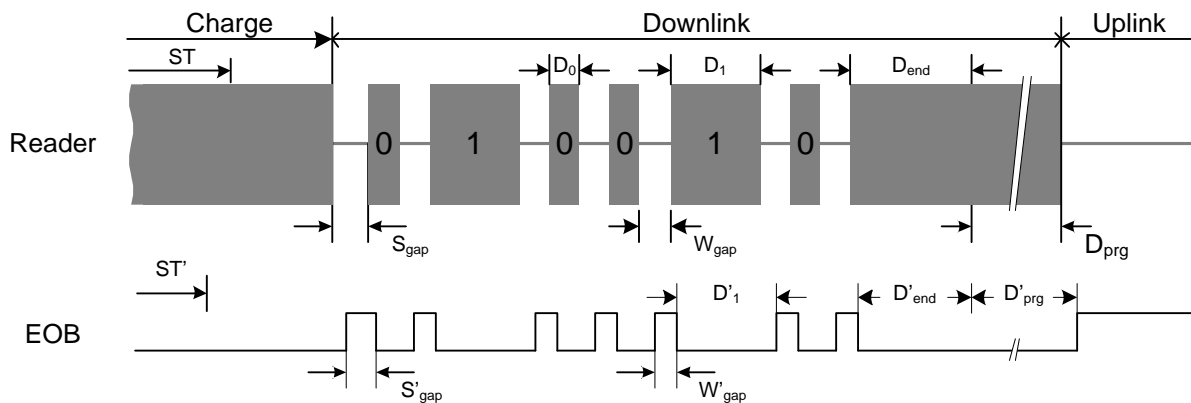 Charge Downlink Uplink
ST D₀ D₁ Dend
Reader 0 1 0 0 1 0
Sgap Wgap Dprg
ST' D'₁ D'end D'prg
EOB
S'gap W'gap